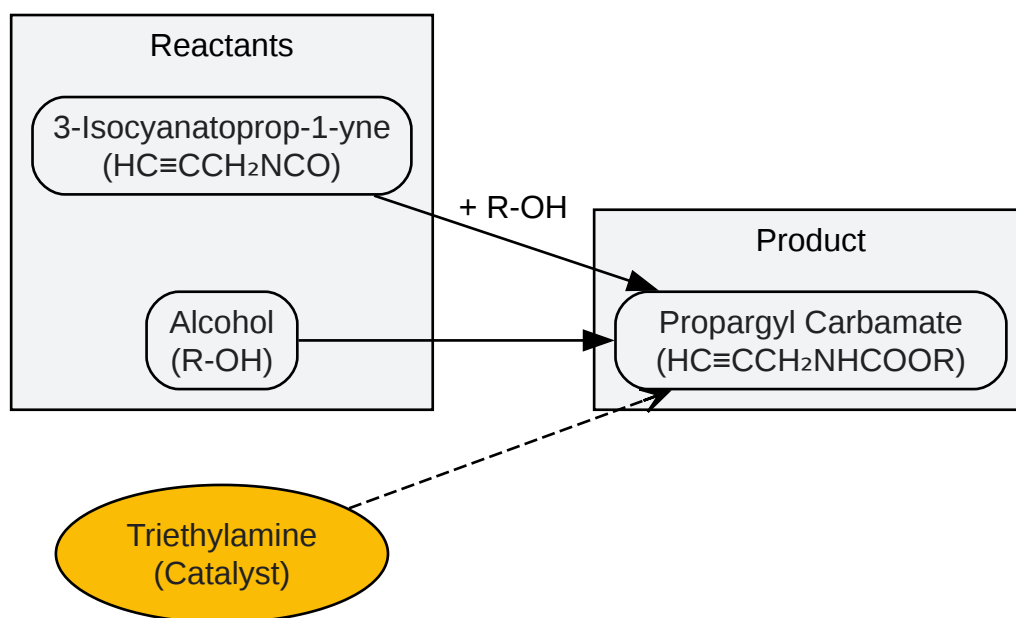 Reactants
3-Isocyanatoprop-1-yne
(HC≡CCH₂NCO)
+ R-OH
Product
Alcohol
(R-OH)
Propargyl Carbamate
(HC≡CCH₂NHCOOR)
Triethylamine
(Catalyst)